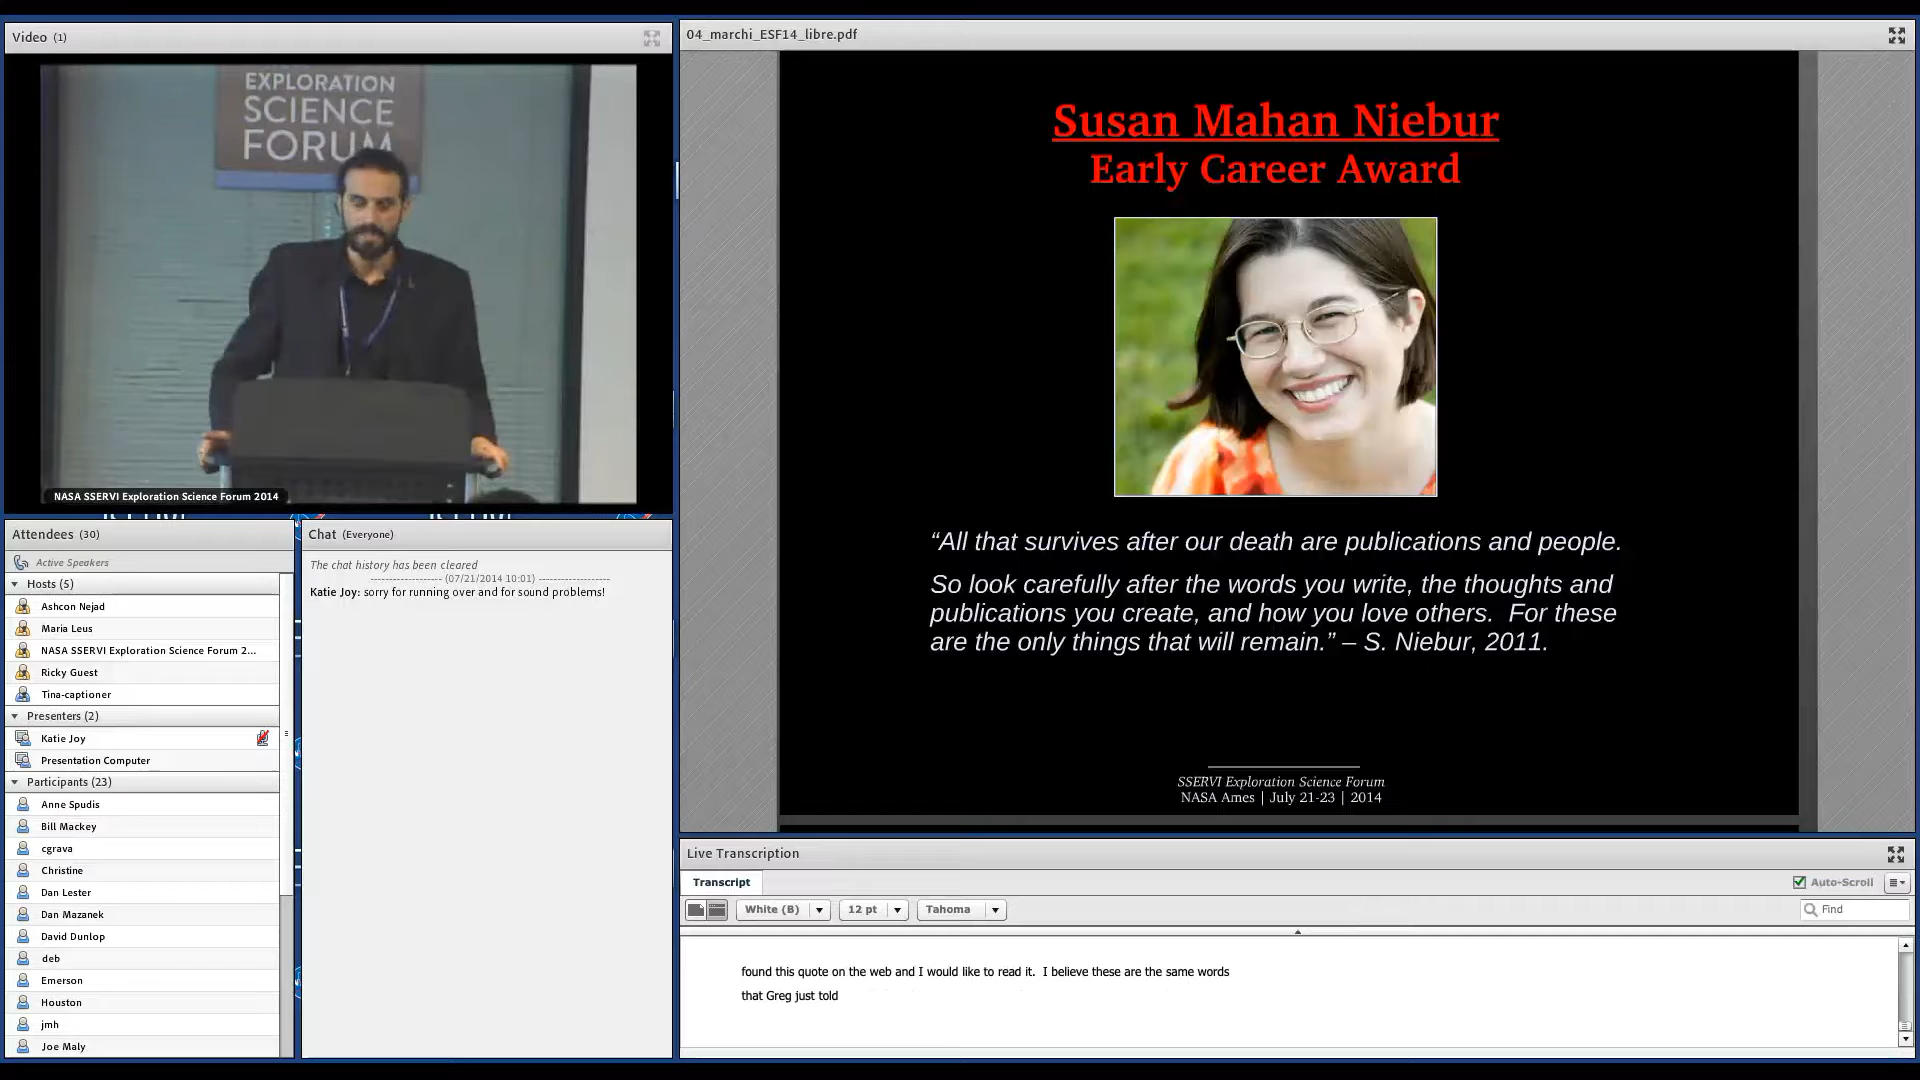 Video (1)
EXPLORATION
SCIENCE
FORUM
NASA SSERVI Exploration Science Forum 2014
Attendees (30)
Active Speakers
Hosts (5)
Ashcon Nejad
Maria Leus
NASA SSERVI Exploration Science Forum 2...
Ricky Guest
Tina-captioner
Presenters (2)
Katie Joy
Presentation Computer
Participants (23)
Anne Spudis
Bill Mackey
cgrava
Christine
Dan Lester
Dan Mazanek
David Dunlop
deb
Emerson
Houston
jmh
Joe Maly
Chat (Everyone)
The chat history has been cleared
------------------- (07/21/2014 10:01) -------------------
Katie Joy: sorry for running over and for sound problems!
04_marchi_ESF14_libre.pdf
Susan Mahan Niebur
Early Career Award
“All that survives after our death are publications and people.
So look carefully after the words you write, the thoughts and
publications you create, and how you love others.  For these
are the only things that will remain.” – S. Niebur, 2011.
SSERVI Exploration Science Forum
NASA Ames | July 21-23 | 2014
Live Transcription
Transcript
Auto-Scroll
White (B)
12 pt
Tahoma
Find
found this quote on the web and I would like to read it.  I believe these are the same words
that Greg just told